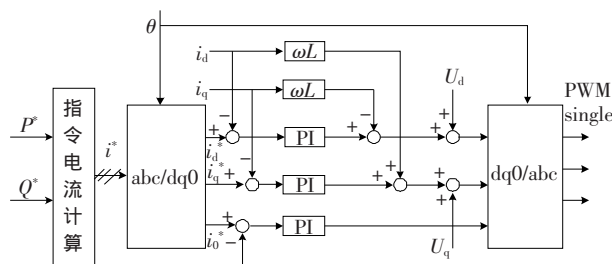 θ
i_d
ωL
i_q
ωL
U_d
PWM
single
P*
Q*
指令电流计算
i*
abc/dq0
i_d*
i_q*
i_0*
PI
PI
PI
dq0/abc
U_q
+
−
+
−
+
+
+
−
+
+
+
+
+
−